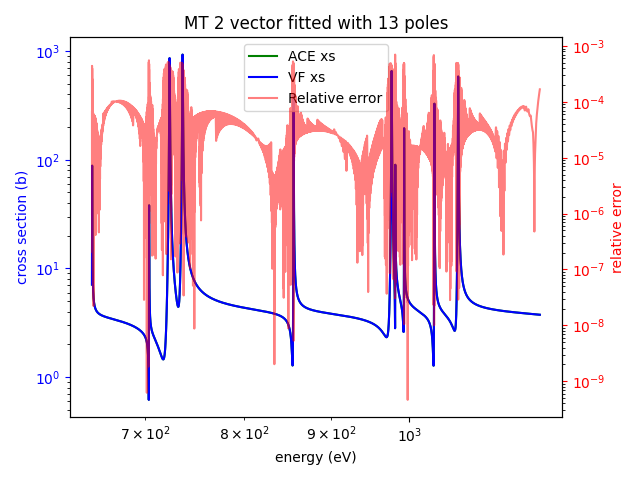 MT 2 vector fitted with 13 poles
ACE xs
VF xs
Relative error
cross section (b)
10³
10²
10¹
10⁰
relative error
10⁻³
10⁻⁴
10⁻⁵
10⁻⁶
10⁻⁷
10⁻⁸
10⁻⁹
7 × 10² 8 × 10² 9 × 10² 10³
energy (eV)